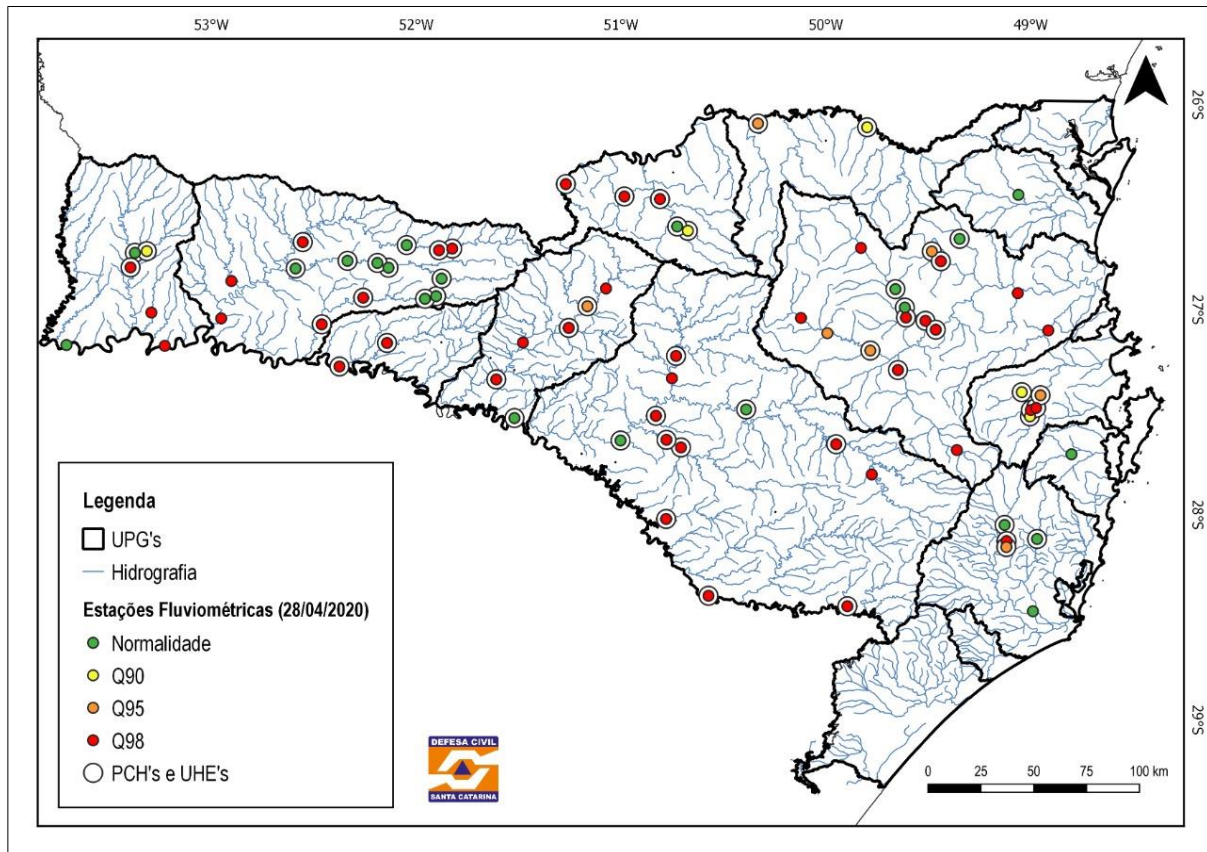 53°W 52°W 51°W 50°W 49°W
26°S
27°S
28°S
29°S
Legenda
UPG's
Hidrografia
Estações Fluviométricas (28/04/2020)
Normalidade
Q90
Q95
Q98
PCH's e UHE's
DEFESA CIVIL
SANTA CATARINA
0 25 50 75 100 km